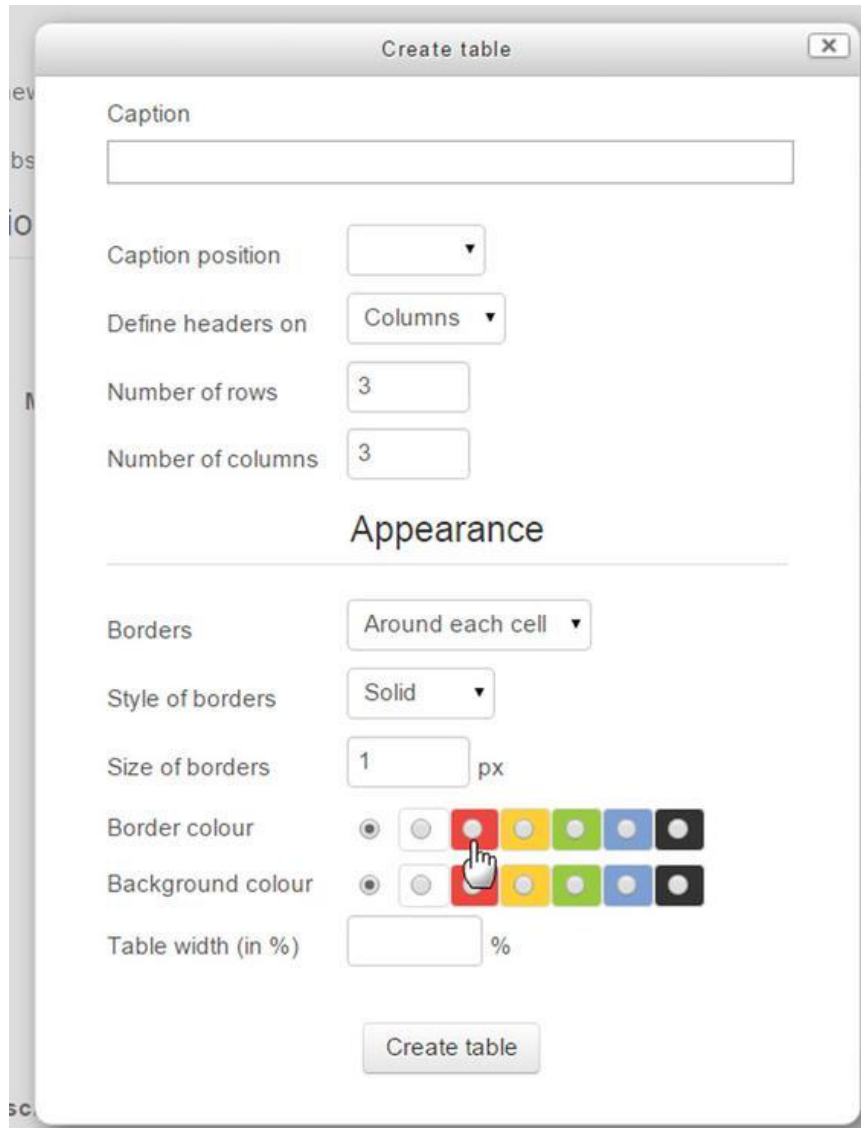 Create table
Caption
Caption position
Define headers on Columns
Number of rows 3
Number of columns 3
Appearance
Borders Around each cell
Style of borders Solid
Size of borders 1 px
Border colour
Background colour
Table width (in %) %
Create table